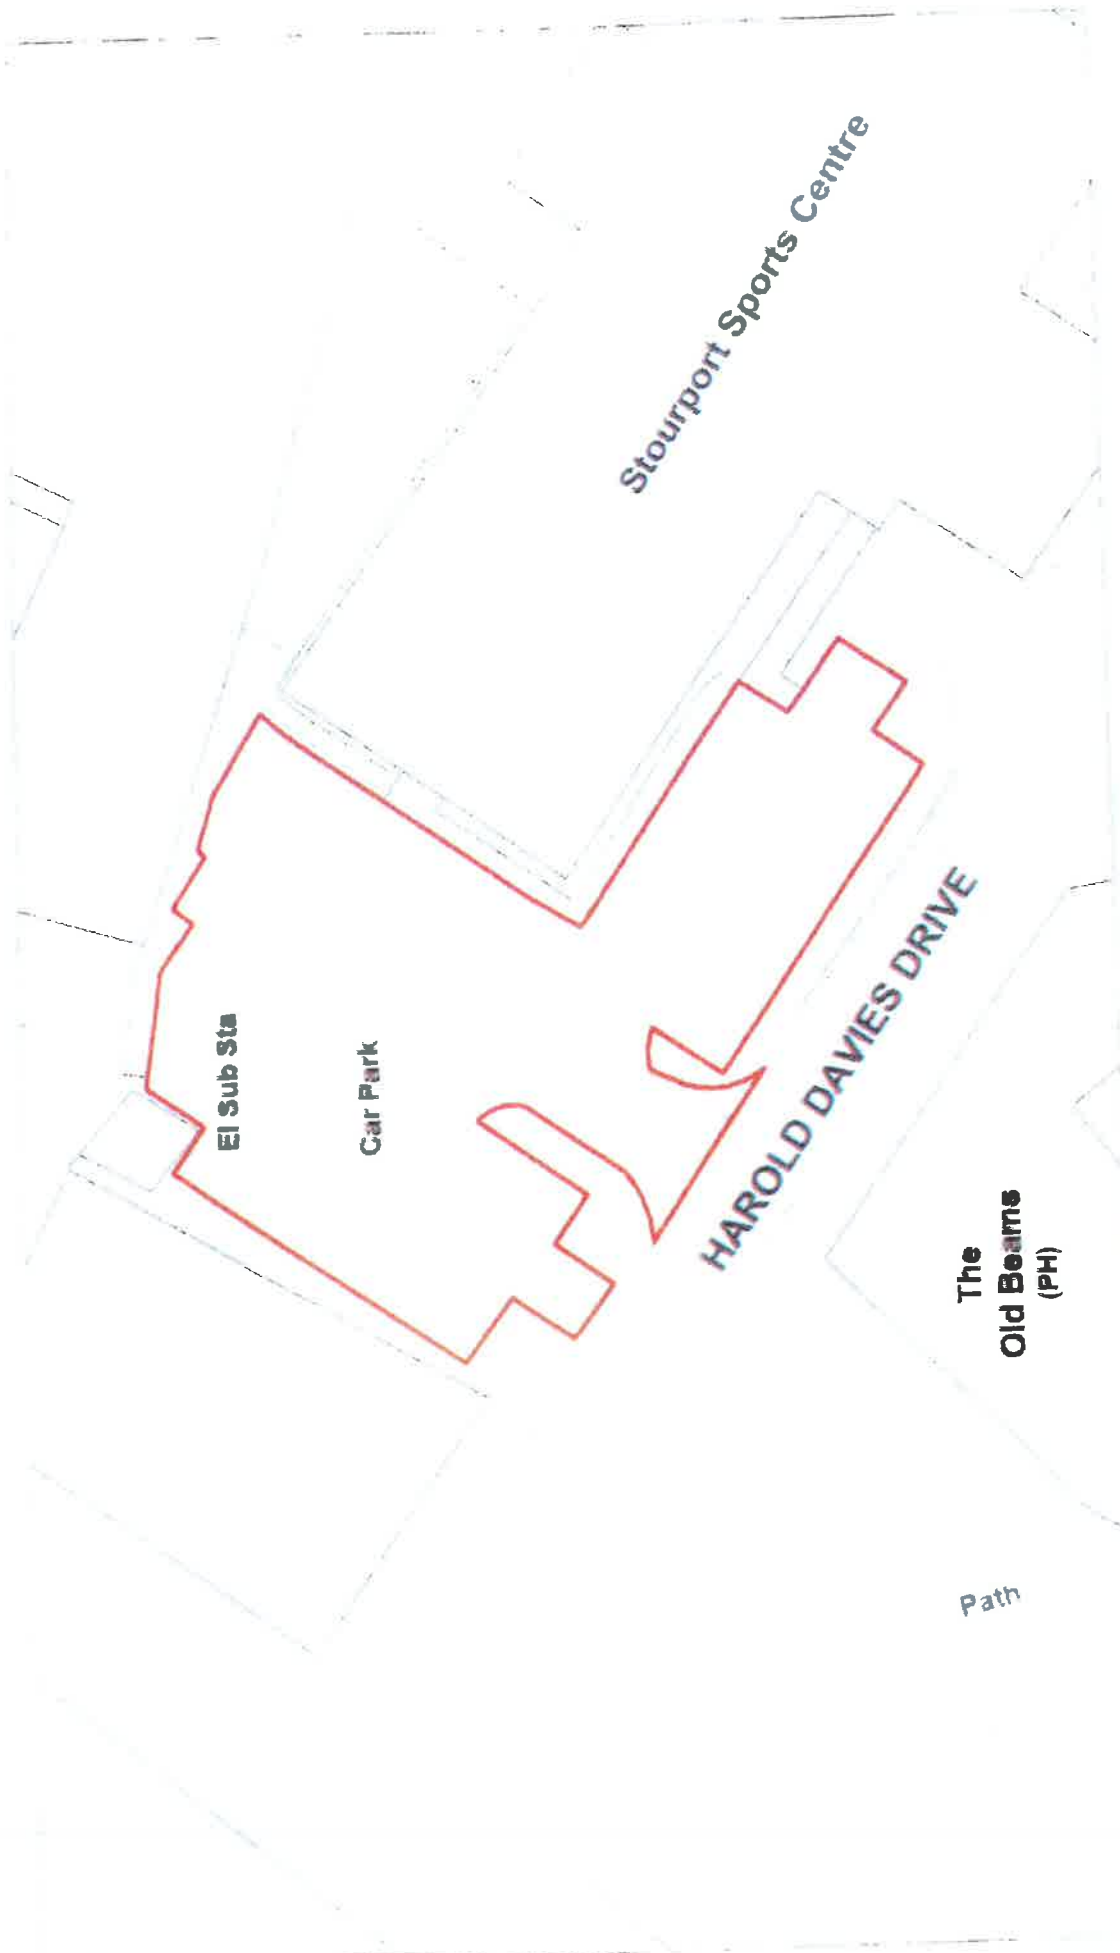 Stourport Sports Centre
El Sub Sta
Car Park
HAROLD DAVIES DRIVE
The
Old Beams
(PH)
Path